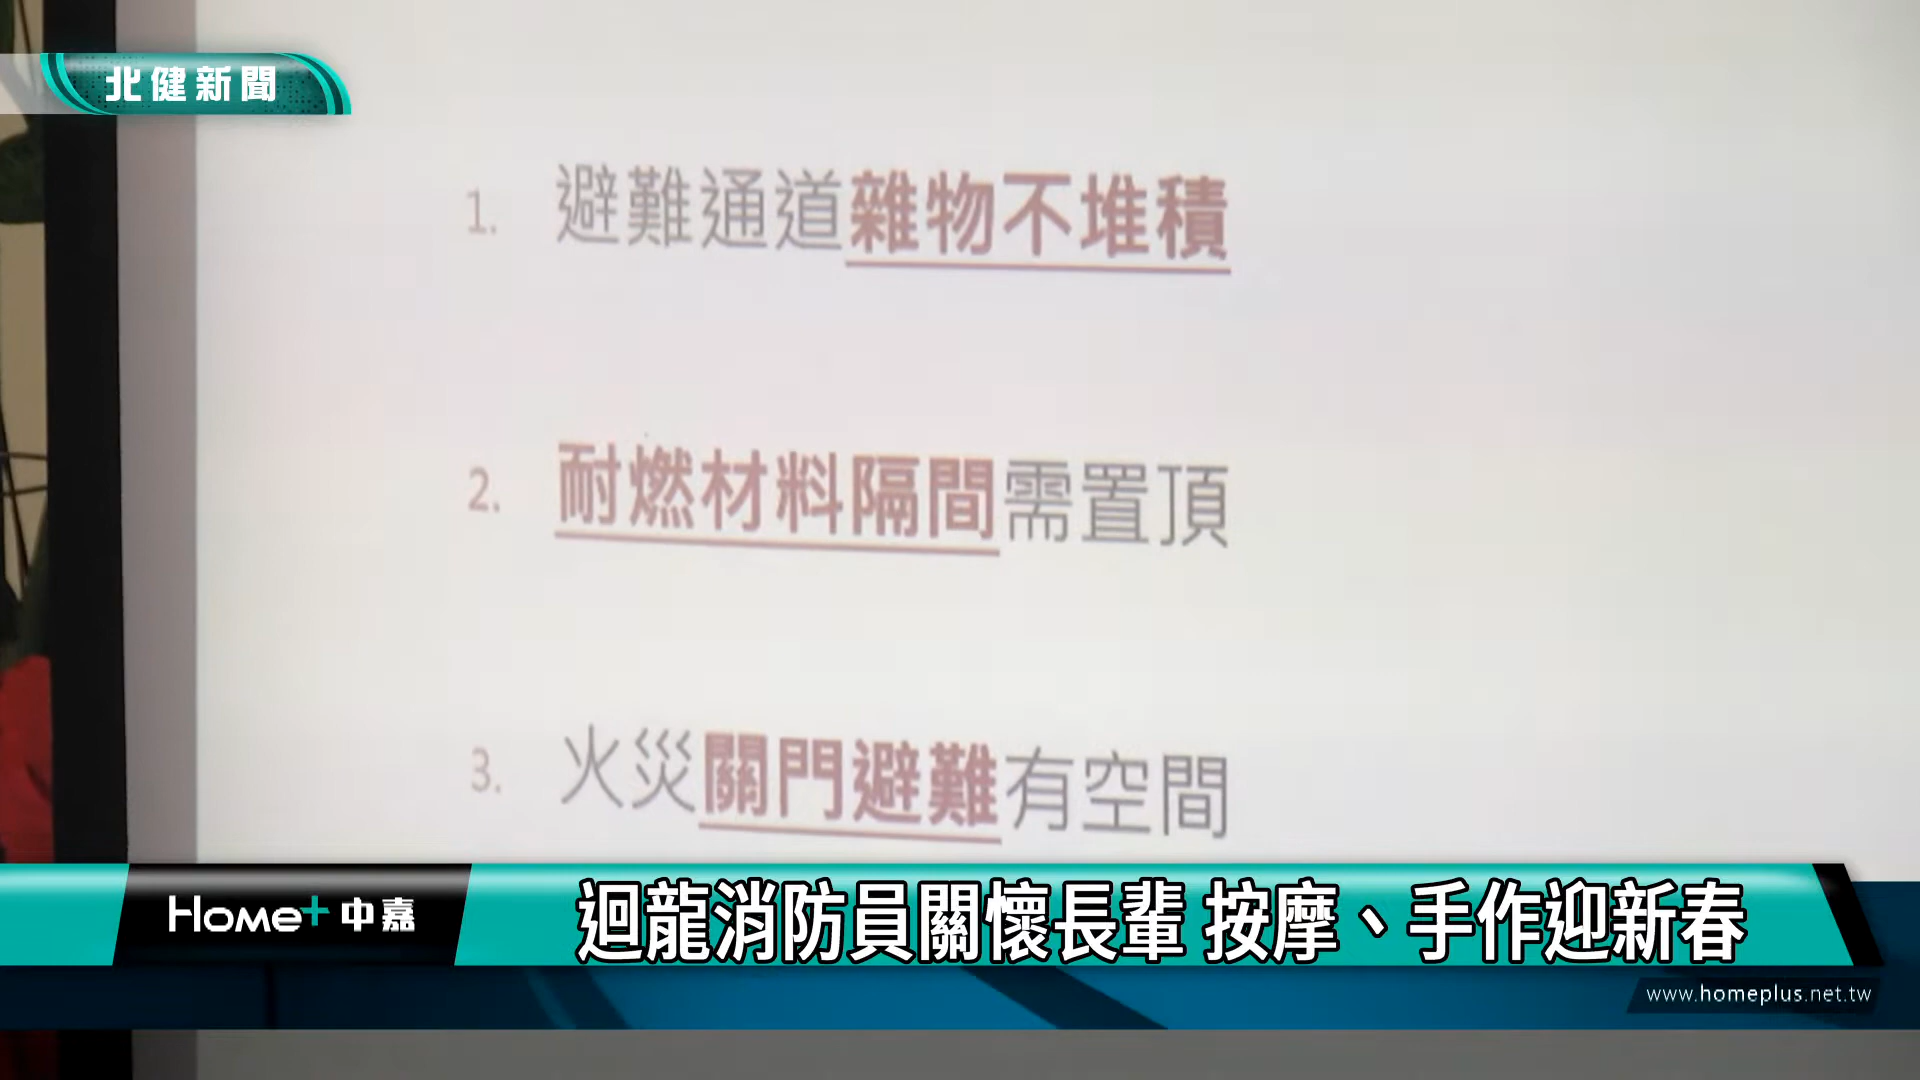 北健新聞
1. 避難通道雜物不堆積
2. 耐燃材料隔間需置頂
3. 火災關門避難有空間
Home+中嘉
迴龍消防員關懷長輩 按摩、手作迎新春
www.homeplus.net.tw